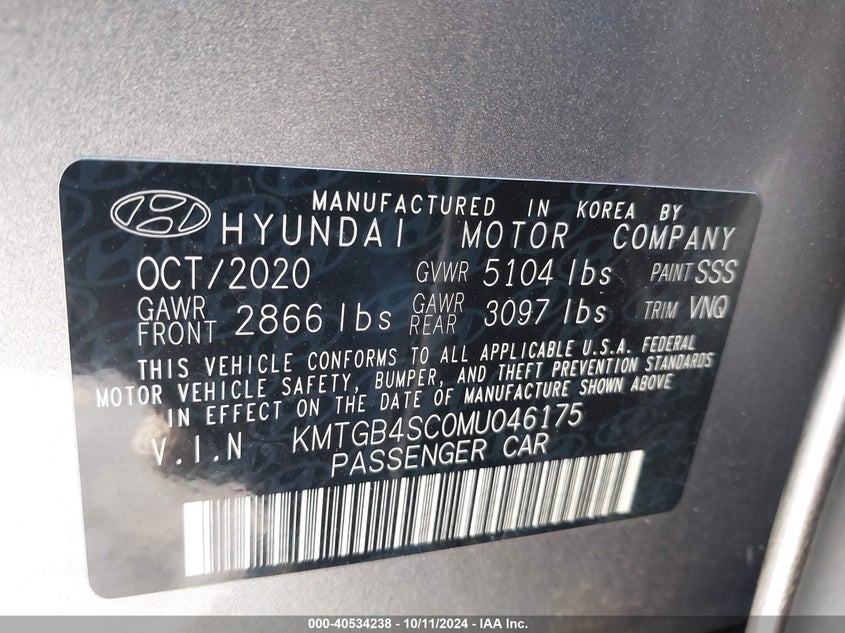 MANUFACTURED IN KOREA BY
HYUNDAI MOTOR COMPANY
OCT/2020 GVWR 5104 lbs PAINT SSS
GAWR FRONT 2866 lbs GAWR REAR 3097 lbs TRIM VNQ
THIS VEHICLE CONFORMS TO ALL APPLICABLE U.S.A. FEDERAL
MOTOR VEHICLE SAFETY, BUMPER, AND THEFT PREVENTION STANDARDS
IN EFFECT ON THE DATE OF MANUFACTURE SHOWN ABOVE
V.I.N KMTGB4SC0MU046175
PASSENGER CAR
000-40534238 - 10/11/2024 - IAA Inc.